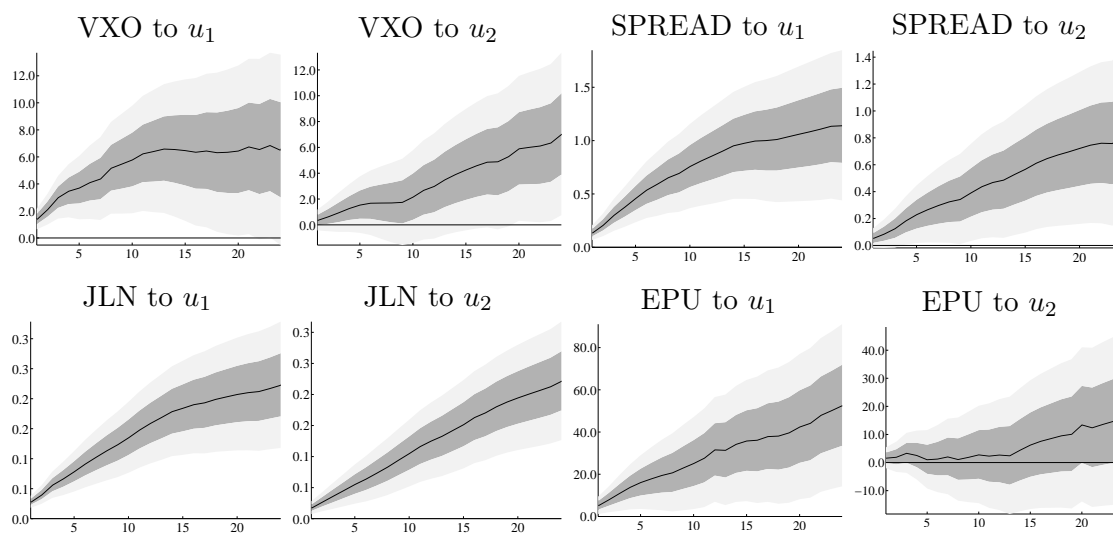 VXO to u1 VXO to u2 SPREAD to u1 SPREAD to u2
12.0 12.0 1.5 1.4
10.0 10.0 1.2
8.0 8.0 1.0 1.0
6.0 6.0 0.8
4.0 4.0 0.5 0.6
2.0 2.0 0.4
0.0 0.0 0.0 0.2
0.0
5 10 15 20 5 10 15 20 5 10 15 20 5 10 15 20
JLN to u1 JLN to u2 EPU to u1 EPU to u2
0.3 0.3 80.0 40.0
0.3 0.3 60.0 30.0
0.2 0.2 40.0 20.0
0.2 0.2 20.0 10.0
0.1 0.1 0.0 0.0
0.1 0.1 −10.0
0.0 0.0
5 10 15 20 5 10 15 20 5 10 15 20 5 10 15 20